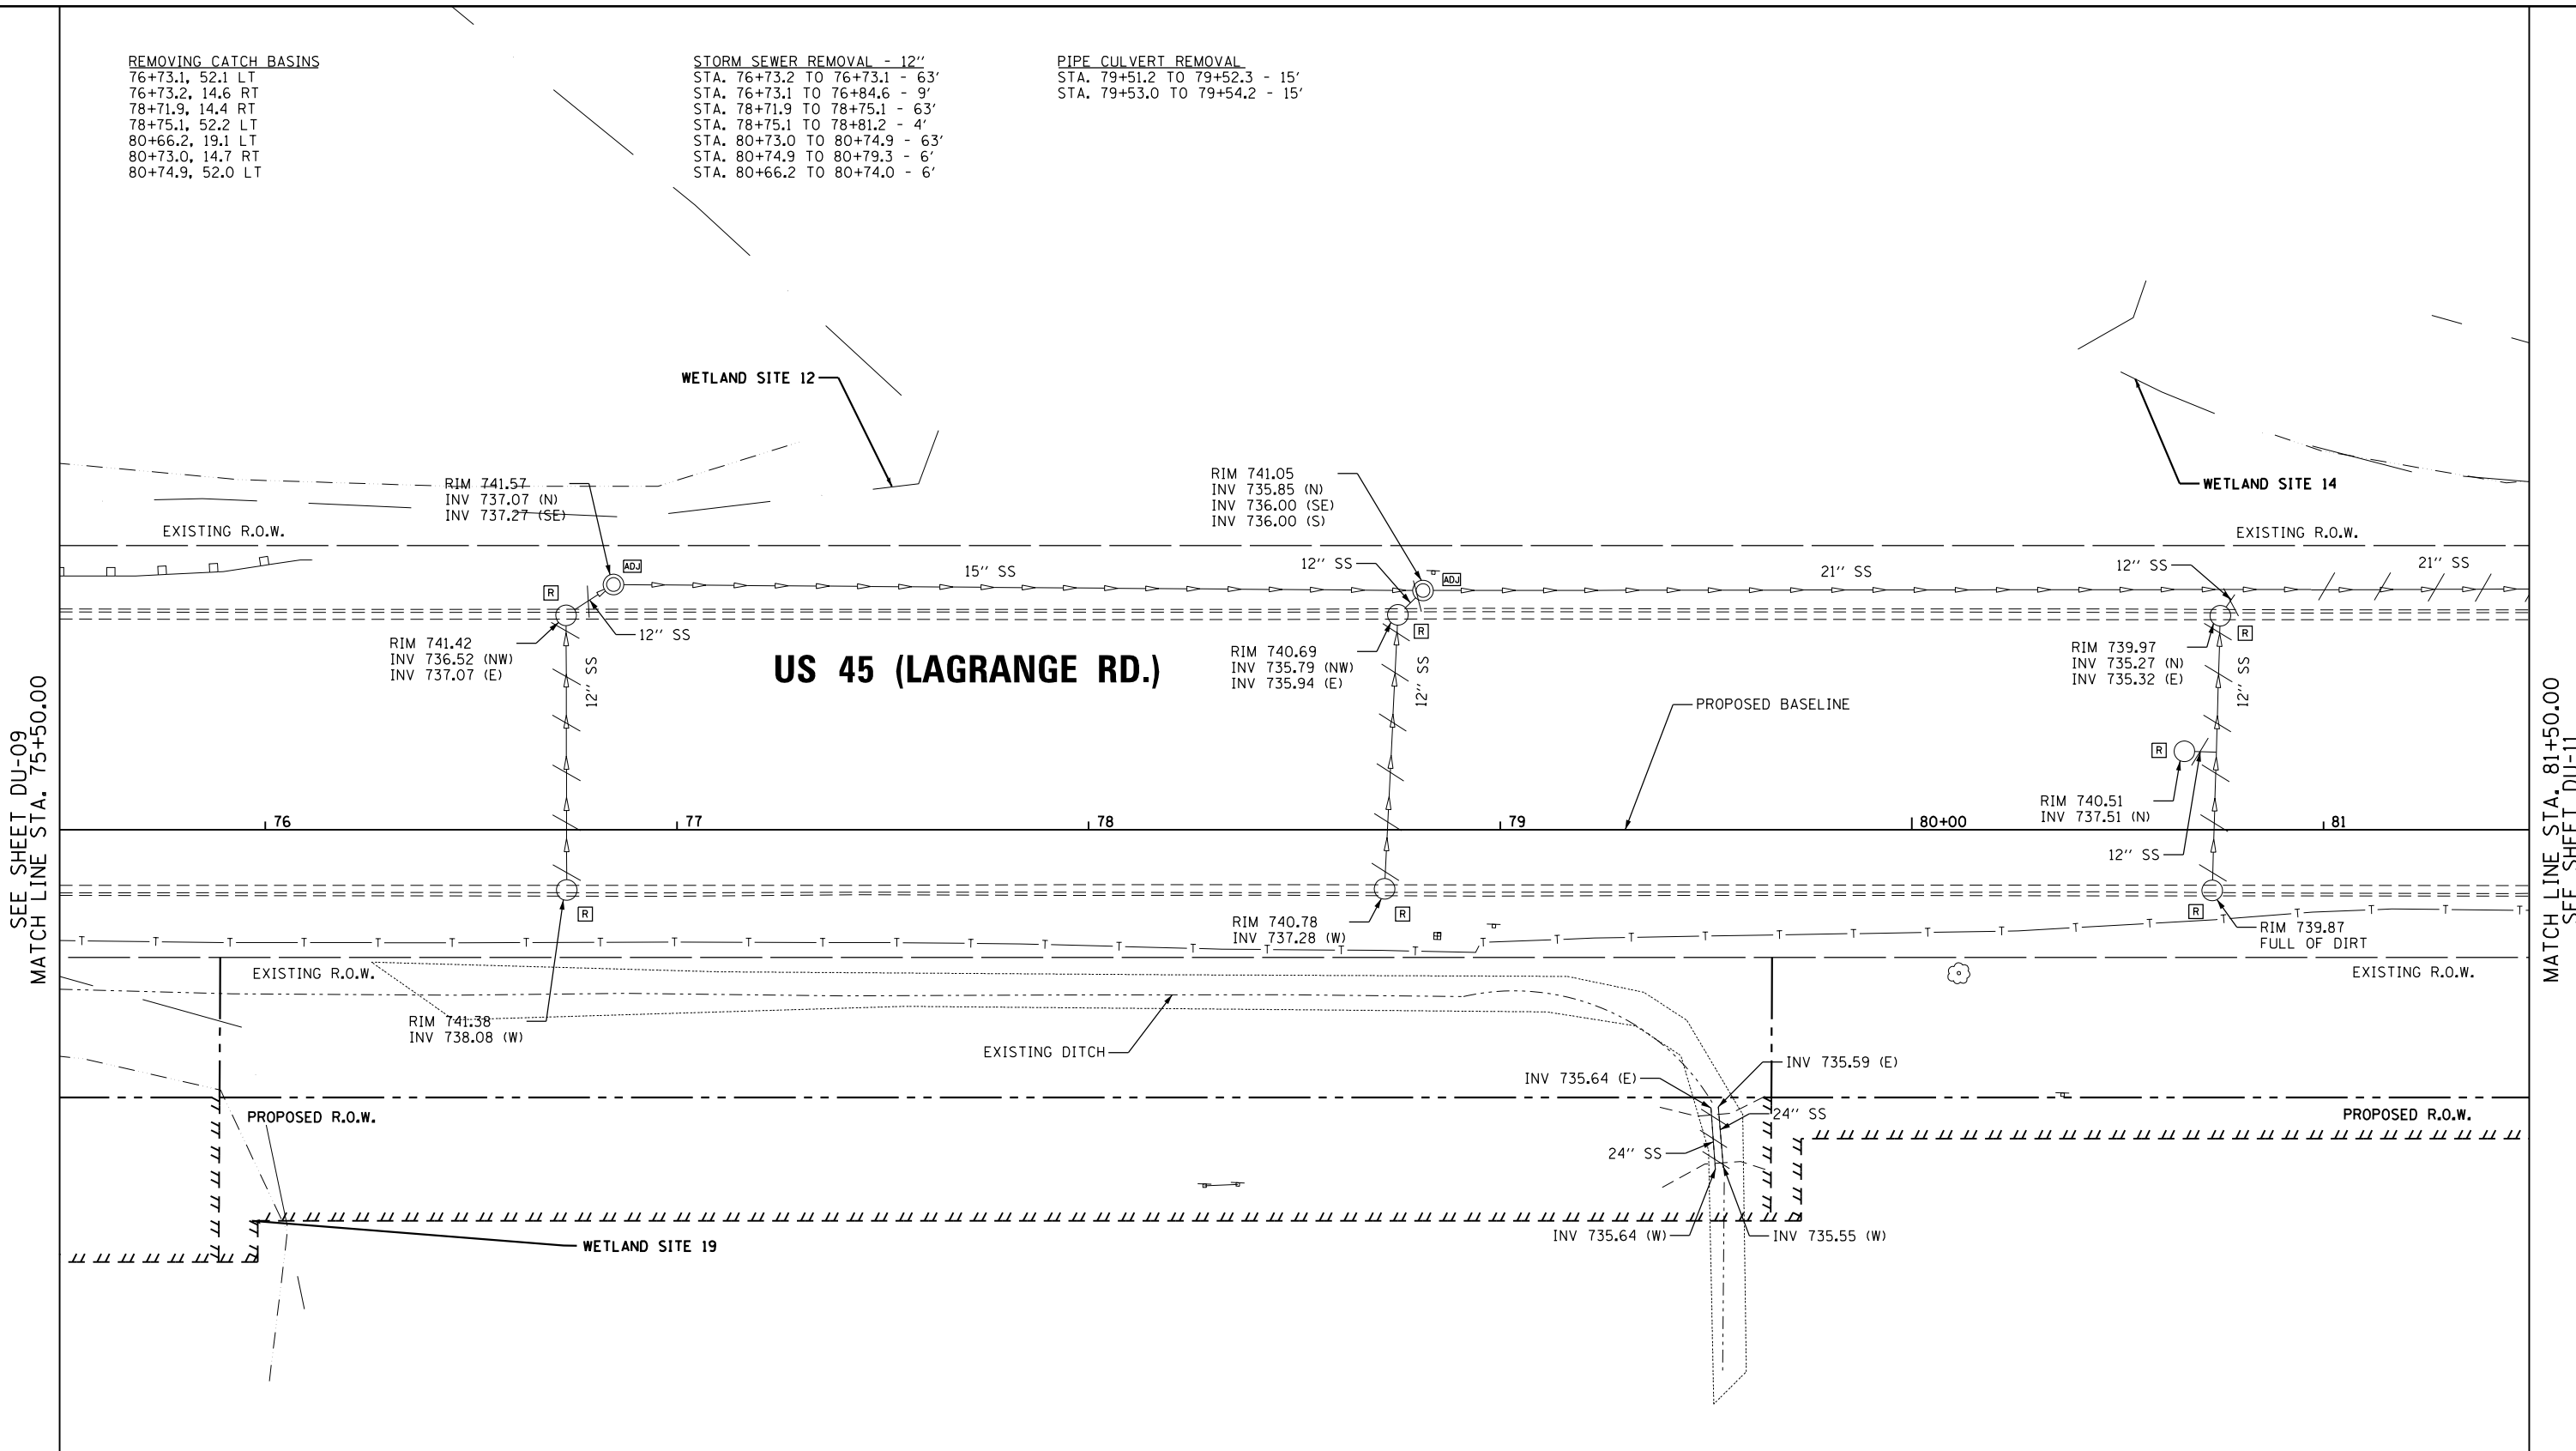 REMOVING CATCH BASINS
76+73.1, 52.1 LT
76+73.2, 14.6 RT
78+71.9, 14.4 RT
78+75.1, 52.2 LT
80+66.2, 19.1 LT
80+73.0, 14.7 RT
80+74.9, 52.0 LT
STORM SEWER REMOVAL - 12''
STA. 76+73.2 TO 76+73.1 - 63'
STA. 76+73.1 TO 76+84.6 - 9'
STA. 78+71.9 TO 78+75.1 - 63'
STA. 78+75.1 TO 78+81.2 - 4'
STA. 80+73.0 TO 80+74.9 - 63'
STA. 80+74.9 TO 80+79.3 - 6'
STA. 80+66.2 TO 80+74.0 - 6'
PIPE CULVERT REMOVAL
STA. 79+51.2 TO 79+52.3 - 15'
STA. 79+53.0 TO 79+54.2 - 15'
WETLAND SITE 12
WETLAND SITE 14
RIM 741.57
INV 737.07 (N)
INV 737.27 (SE)
RIM 741.05
INV 735.85 (N)
INV 736.00 (SE)
INV 736.00 (S)
EXISTING R.O.W.
EXISTING R.O.W.
ADJ
15'' SS
12'' SS
ADJ
21'' SS
12'' SS
21'' SS
R
12'' SS
R
R
RIM 741.42
INV 736.52 (NW)
INV 737.07 (E)
12'' SS
US 45 (LAGRANGE RD.)
RIM 740.69
INV 735.79 (NW)
INV 735.94 (E)
12'' SS
RIM 739.97
INV 735.27 (N)
INV 735.32 (E)
12'' SS
PROPOSED BASELINE
R
RIM 740.51
INV 737.51 (N)
12'' SS
76
77
78
79
80+00
81
SEE SHEET DU-09
MATCH LINE STA. 75+50.00
MATCH LINE STA. 81+50.00
SEE SHEET DU-11
R
R
R
RIM 740.78
INV 737.28 (W)
RIM 739.87
FULL OF DIRT
T T T T T T T T T T T T T T T T T T T T T T T T T T T T T T T T T T
EXISTING R.O.W.
EXISTING R.O.W.
RIM 741.38
INV 738.08 (W)
EXISTING DITCH
INV 735.64 (E)
INV 735.59 (E)
24'' SS
24'' SS
PROPOSED R.O.W.
PROPOSED R.O.W.
INV 735.64 (W)
INV 735.55 (W)
WETLAND SITE 19